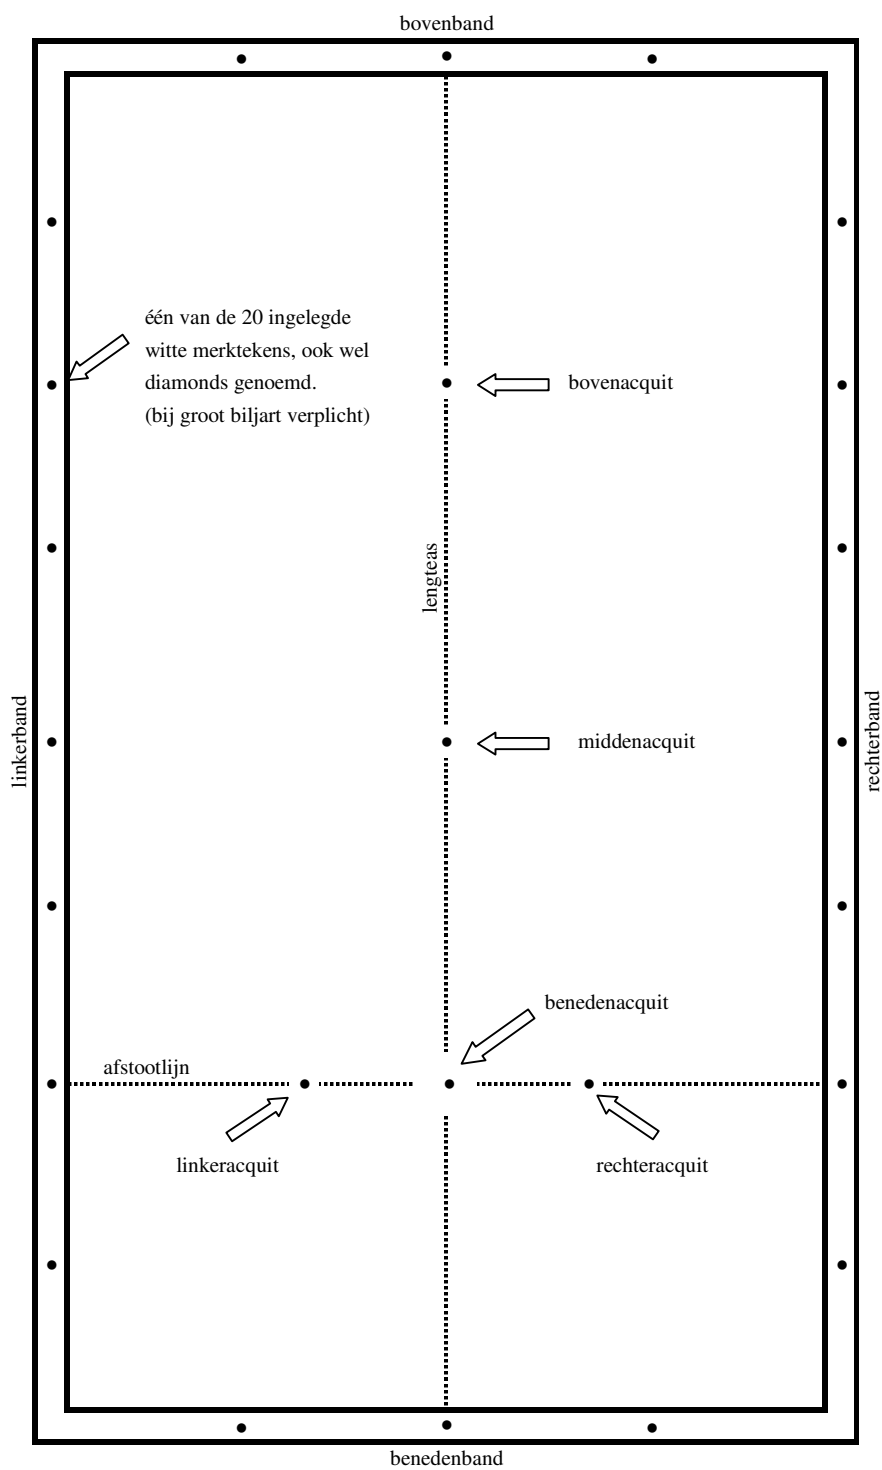 bovenband
één van de 20 ingelegde
witte merktekens, ook wel
diamonds genoemd.
(bij groot biljart verplicht)
bovenacquit
lengteas
linkerband
middenacquit
rechterband
benedenacquit
afstootlijn
linkeracquit
rechteracquit
benedenband